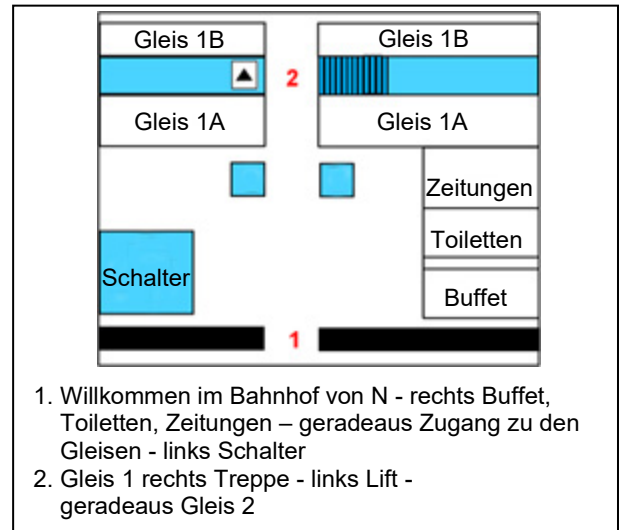 Gleis 1B Gleis 1B
2
Gleis 1A Gleis 1A
Zeitungen
Toiletten
Schalter
Buffet
1
1. Willkommen im Bahnhof von N - rechts Buffet,
Toiletten, Zeitungen – geradeaus Zugang zu den
Gleisen - links Schalter
2. Gleis 1 rechts Treppe - links Lift -
geradeaus Gleis 2